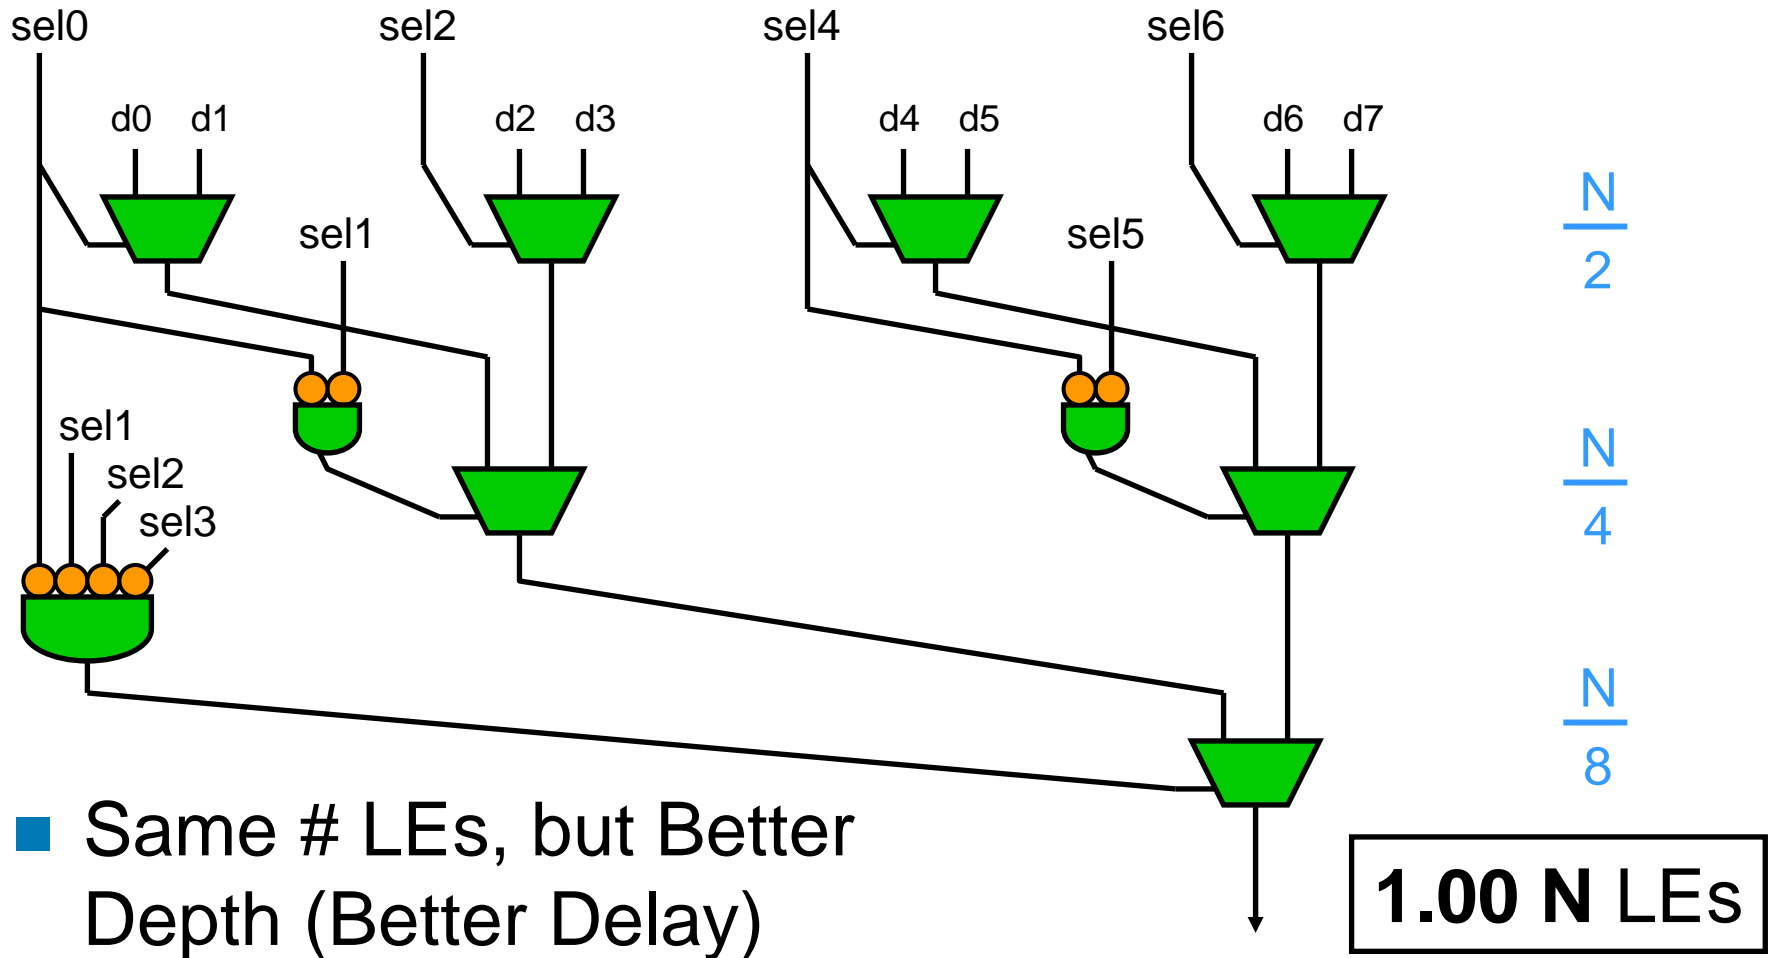 sel0 sel2 sel4 sel6
d0 d1 d2 d3 d4 d5 d6 d7
N
2
sel1 sel5
sel1
N
4
sel2
sel3
N
8
Same # LEs, but Better
Depth (Better Delay)
1.00 N LEs